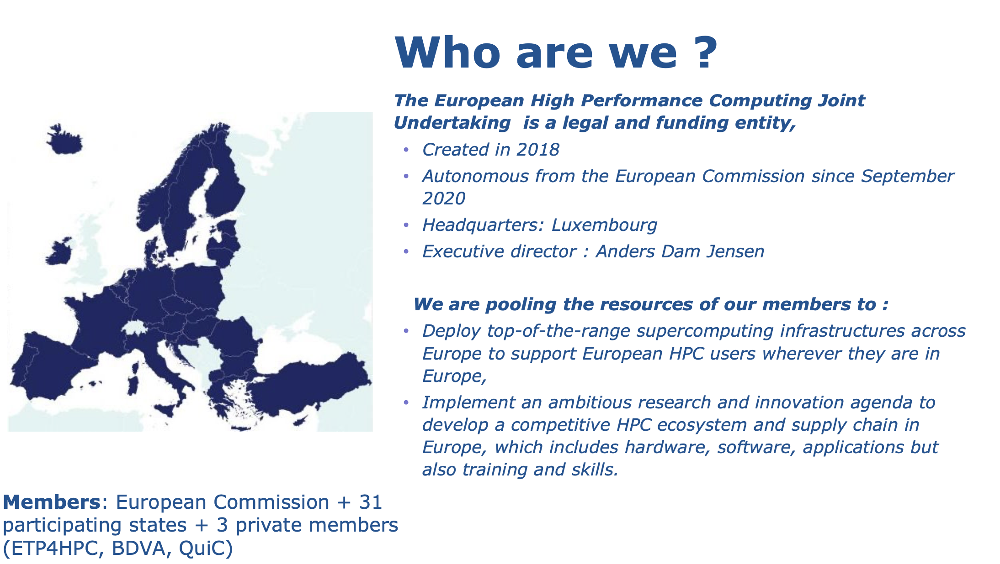 Who are we ?
The European High Performance Computing Joint
Undertaking  is a legal and funding entity,
• Created in 2018
• Autonomous from the European Commission since September
2020
• Headquarters: Luxembourg
• Executive director : Anders Dam Jensen
We are pooling the resources of our members to :
• Deploy top-of-the-range supercomputing infrastructures across
Europe to support European HPC users wherever they are in
Europe,
• Implement an ambitious research and innovation agenda to
develop a competitive HPC ecosystem and supply chain in
Europe, which includes hardware, software, applications but
also training and skills.
Members: European Commission + 31
participating states + 3 private members
(ETP4HPC, BDVA, QuiC)